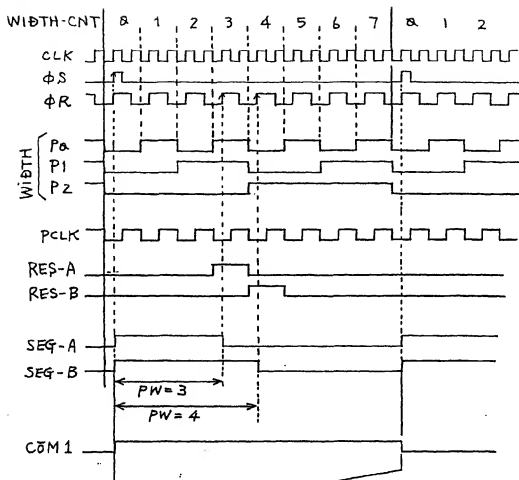 WIDTH-CNT 0 1 2 3 4 5 6 7 0 1 2
CLK
φS
φR
WIDTH
P0
P1
P2
PCLK
RES-A
RES-B
SEG-A
SEG-B
PW=3
PW=4
COM1